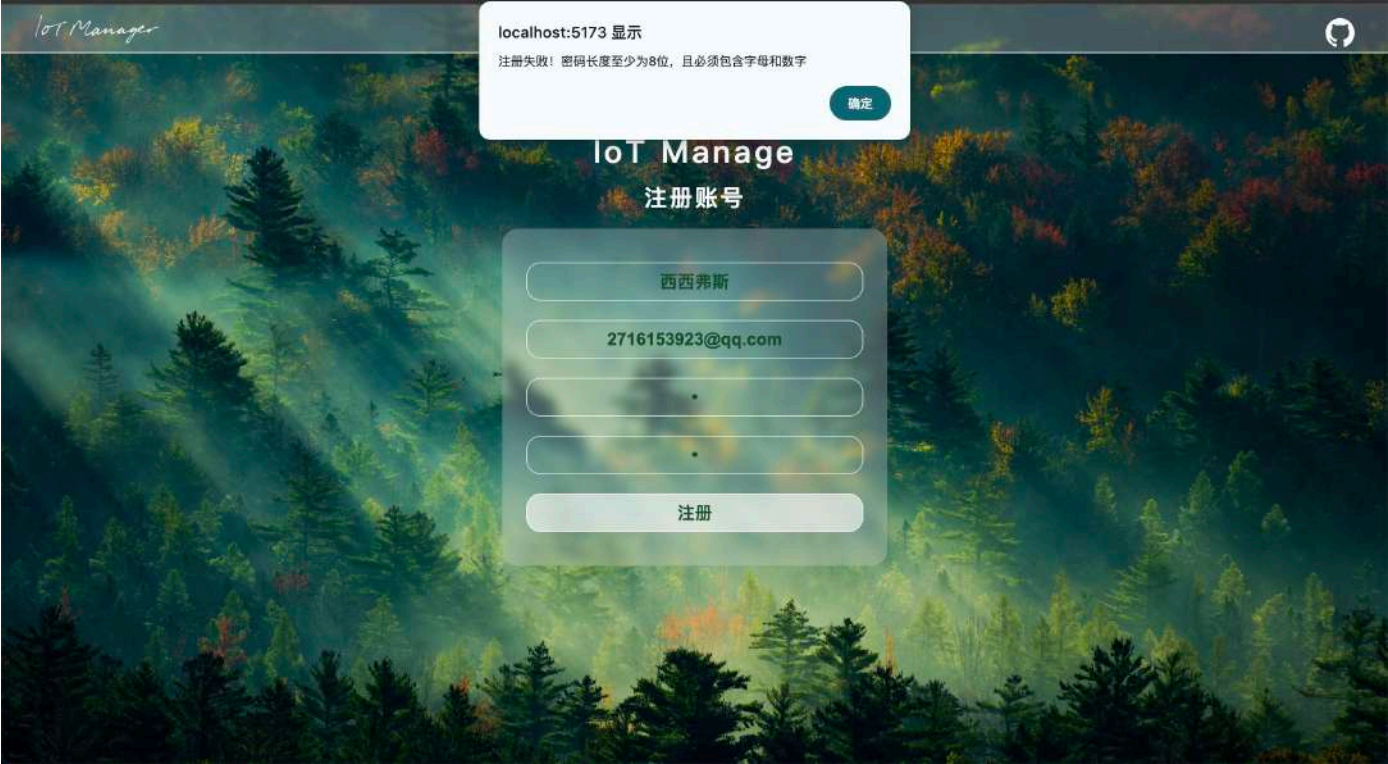 IoT Manager
localhost:5173 显示
注册失败！密码长度至少为8位，且必须包含字母和数字
确定
IoT Manage
注册账号
西西弗斯
2716153923@qq.com
•
•
注册